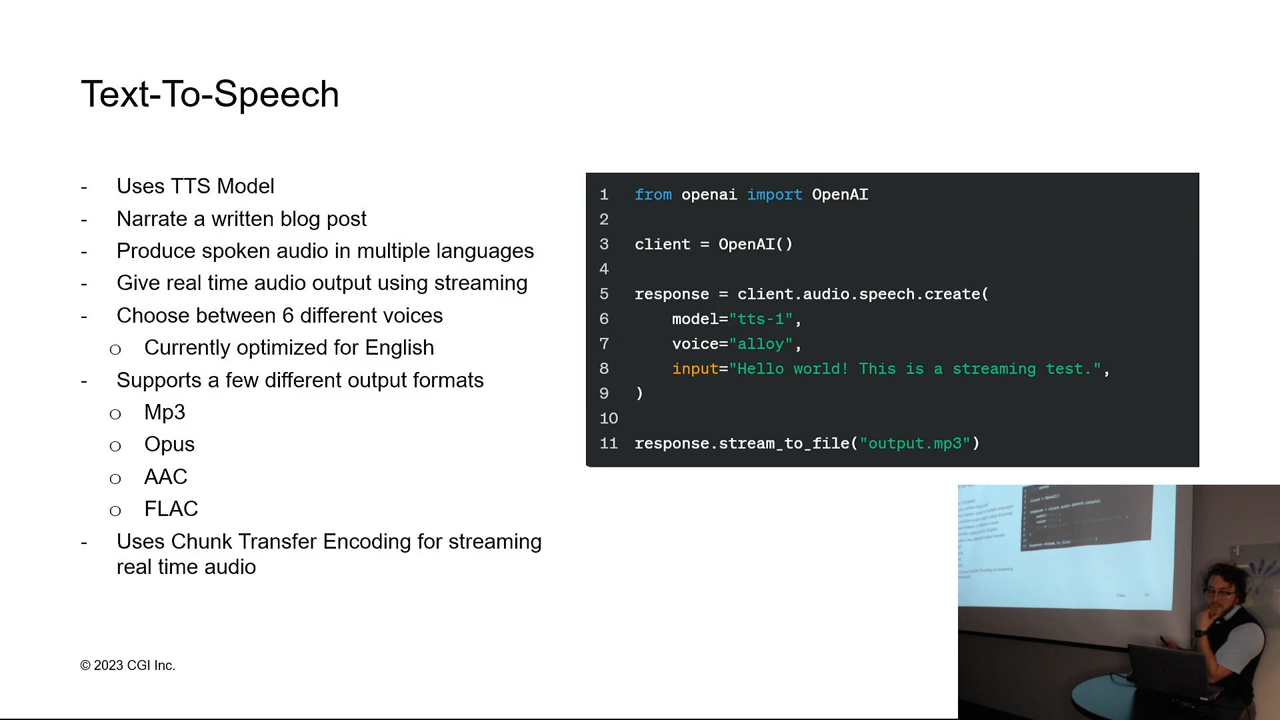 Text-To-Speech
- Uses TTS Model
- Narrate a written blog post
- Produce spoken audio in multiple languages
- Give real time audio output using streaming
- Choose between 6 different voices
o Currently optimized for English
- Supports a few different output formats
o Mp3
o Opus
o AAC
o FLAC
- Uses Chunk Transfer Encoding for streaming
real time audio
1 from openai import OpenAI
2
3 client = OpenAI()
4
5 response = client.audio.speech.create(
6 model="tts-1",
7 voice="alloy",
8 input="Hello world! This is a streaming test.",
9 )
10
11 response.stream_to_file("output.mp3")
© 2023 CGI Inc.